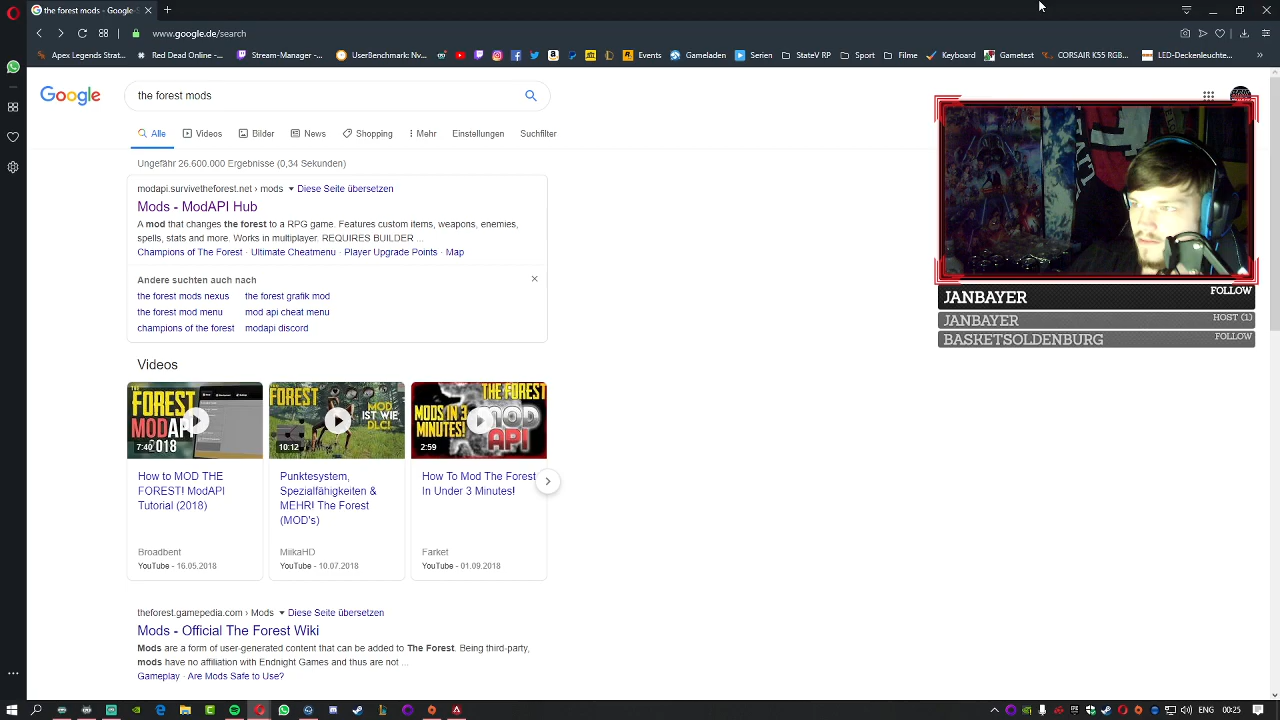 the forest mods - Google
www.google.de/search
Apex Legends Strat...
Red Dead Online -...
Stream-Manager -...
UserBenchmark: Nv...
Events
Gameladen
Serien
StateV RP
Sport
Filme
Keyboard
Gametest
CORSAIR K55 RGB...
LED-Deckenleuchte...
Google
the forest mods
Alle
Videos
Bilder
News
Shopping
Mehr
Einstellungen
Suchfilter
Ungefähr 26.600.000 Ergebnisse (0,34 Sekunden)
modapi.survivetheforest.net › mods ▾ Diese Seite übersetzen
Mods - ModAPI Hub
A mod that changes the forest to a RPG game. Features custom items, weapons, enemies,
spells, stats and more. Works in multiplayer. REQUIRES BUILDER ...
Champions of The Forest · Ultimate Cheatmenu · Player Upgrade Points · Map
Andere suchten auch nach
the forest mods nexus
the forest grafik mod
the forest mod menu
mod api cheat menu
champions of the forest
modapi discord
FOLLOW
JANBAYER
HOST (1)
JANBAYER
FOLLOW
BASKETSOLDENBURG
Videos
THE FOREST
MODAPI
2018
7:40
FOREST
MOD
IST WIE
DLC!
10:12
THE FOREST
MODS IN 3
MINUTES!
MOD
API
2:59
How to MOD THE
FOREST! ModAPI
Tutorial (2018)
Broadbent
YouTube - 16.05.2018
Punktesystem,
Spezialfähigkeiten &
MEHR! The Forest
(MOD's)
MiikaHD
YouTube - 10.07.2018
How To Mod The Forest
In Under 3 Minutes!
Farket
YouTube - 01.09.2018
theforest.gamepedia.com › Mods ▾ Diese Seite übersetzen
Mods - Official The Forest Wiki
Mods are a form of user-generated content that can be added to The Forest. Being third-party,
mods have no affiliation with Endnight Games and thus are not ...
Gameplay · Are Mods Safe to Use?
ENG
00:25